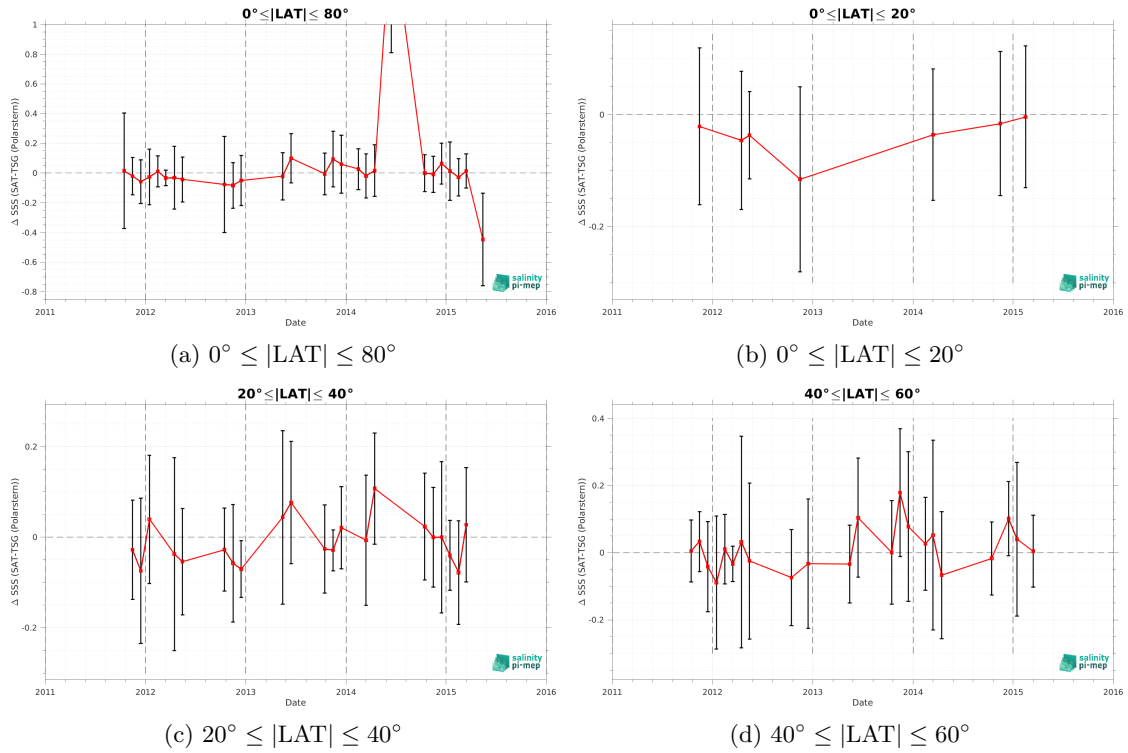 0°≤|LAT|≤ 80°
Δ SSS (SAT-TSG (Polarstern))
1
0.8
0.6
0.4
0.2
0
-0.2
-0.4
-0.6
-0.8
2011 2012 2013 2014 2015 2016
Date
salinity
pi-mep
(a) 0° ≤ |LAT| ≤ 80°
0°≤|LAT|≤ 20°
Δ SSS (SAT-TSG (Polarstern))
0
-0.2
2011 2012 2013 2014 2015 2016
Date
salinity
pi-mep
(b) 0° ≤ |LAT| ≤ 20°
20°≤|LAT|≤ 40°
Δ SSS (SAT-TSG (Polarstern))
0.2
0
-0.2
2011 2012 2013 2014 2015 2016
Date
salinity
pi-mep
(c) 20° ≤ |LAT| ≤ 40°
40°≤|LAT|≤ 60°
Δ SSS (SAT-TSG (Polarstern))
0.4
0.2
0
-0.2
2011 2012 2013 2014 2015 2016
Date
salinity
pi-mep
(d) 40° ≤ |LAT| ≤ 60°